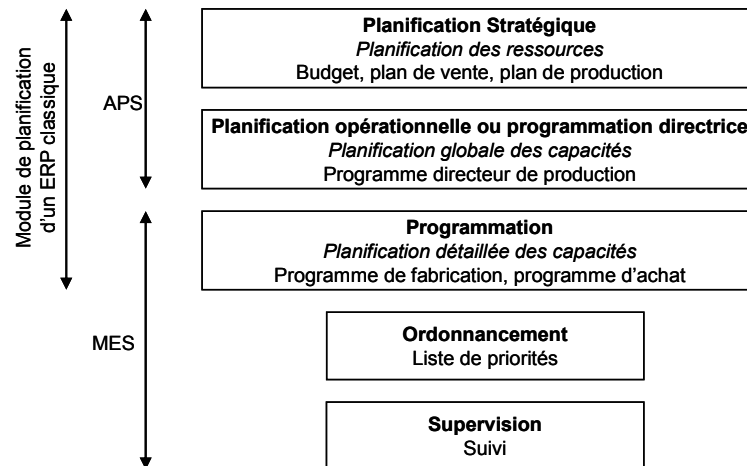 Planification Stratégique
Planification des ressources
Budget, plan de vente, plan de production
APS
Planification opérationnelle ou programmation directrice
Planification globale des capacités
Programme directeur de production
Module de planification
d'un ERP classique
Programmation
Planification détaillée des capacités
Programme de fabrication, programme d'achat
MES
Ordonnancement
Liste de priorités
Supervision
Suivi